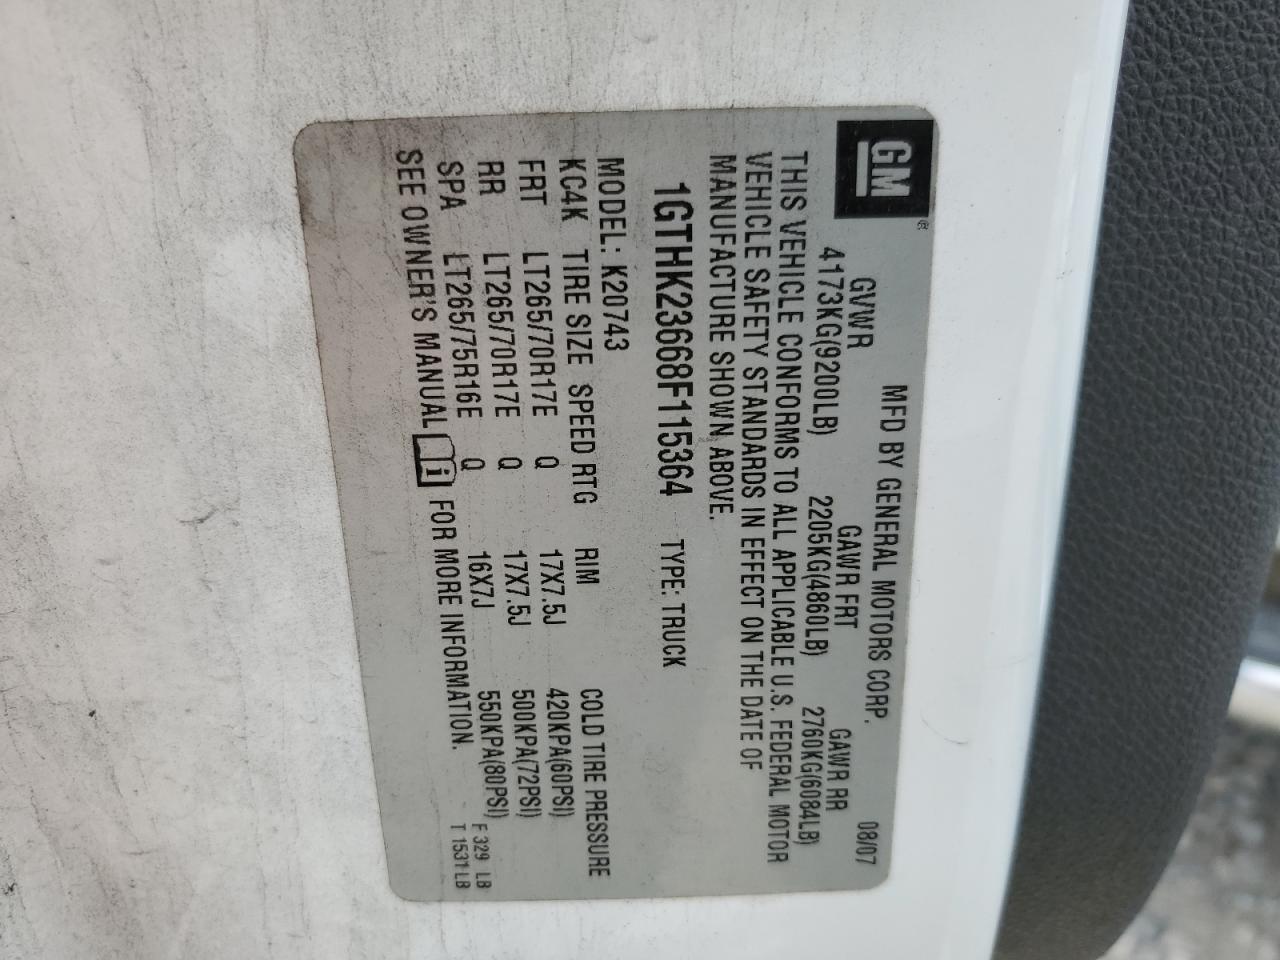 GM®
MFD BY GENERAL MOTORS CORP. 08/07
GVWR GAWR FRT GAWR RR
4173KG(9200LB) 2205KG(4860LB) 2760KG(6084LB)
THIS VEHICLE CONFORMS TO ALL APPLICABLE U.S. FEDERAL MOTOR
VEHICLE SAFETY STANDARDS IN EFFECT ON THE DATE OF
MANUFACTURE SHOWN ABOVE.
1GTHK23668F115364 TYPE: TRUCK
MODEL: K20743
KC4K TIRE SIZE SPEED RTG RIM COLD TIRE PRESSURE
FRT LT265/70R17E Q 17X7.5J 420KPA(60PSI)
RR LT265/70R17E Q 17X7.5J 500KPA(72PSI)
SPA LT265/75R16E Q 16X7J 550KPA(80PSI) F 329 LB
SEE OWNER'S MANUAL i FOR MORE INFORMATION. T 1531 LB